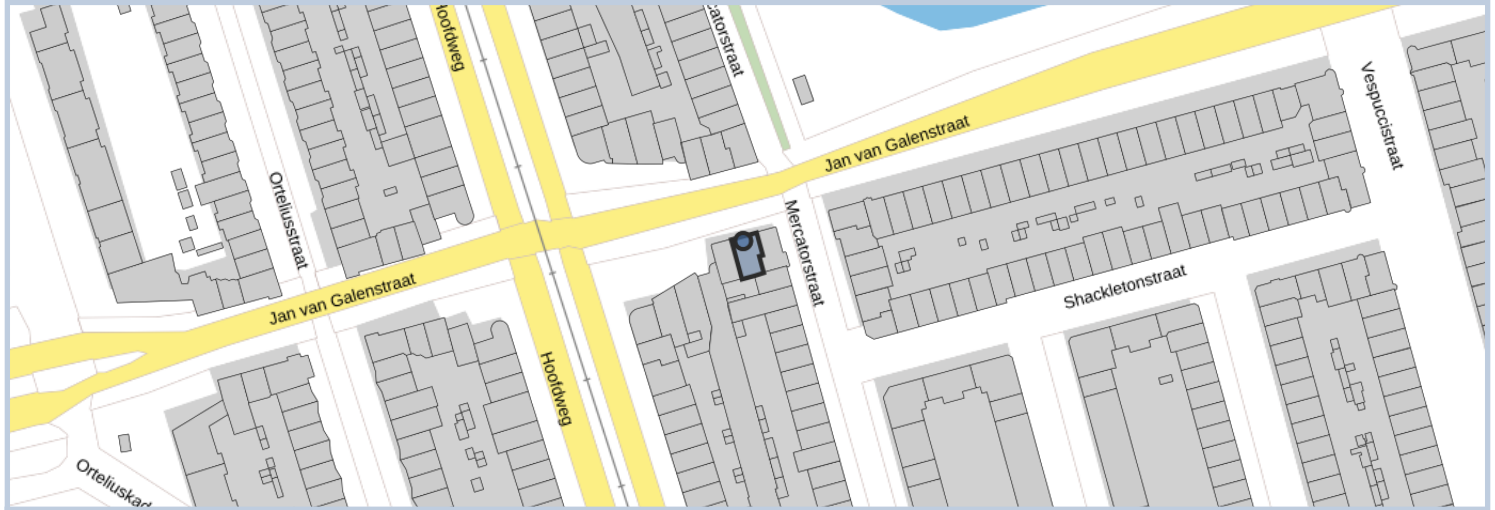 Hoofdweg
catorstraat
Vespuccistraat
Jan van Galenstraat
Orteliusstraat
Mercatorstraat
Shackletonstraat
Jan van Galenstraat
Hoofdweg
Orteliuskad